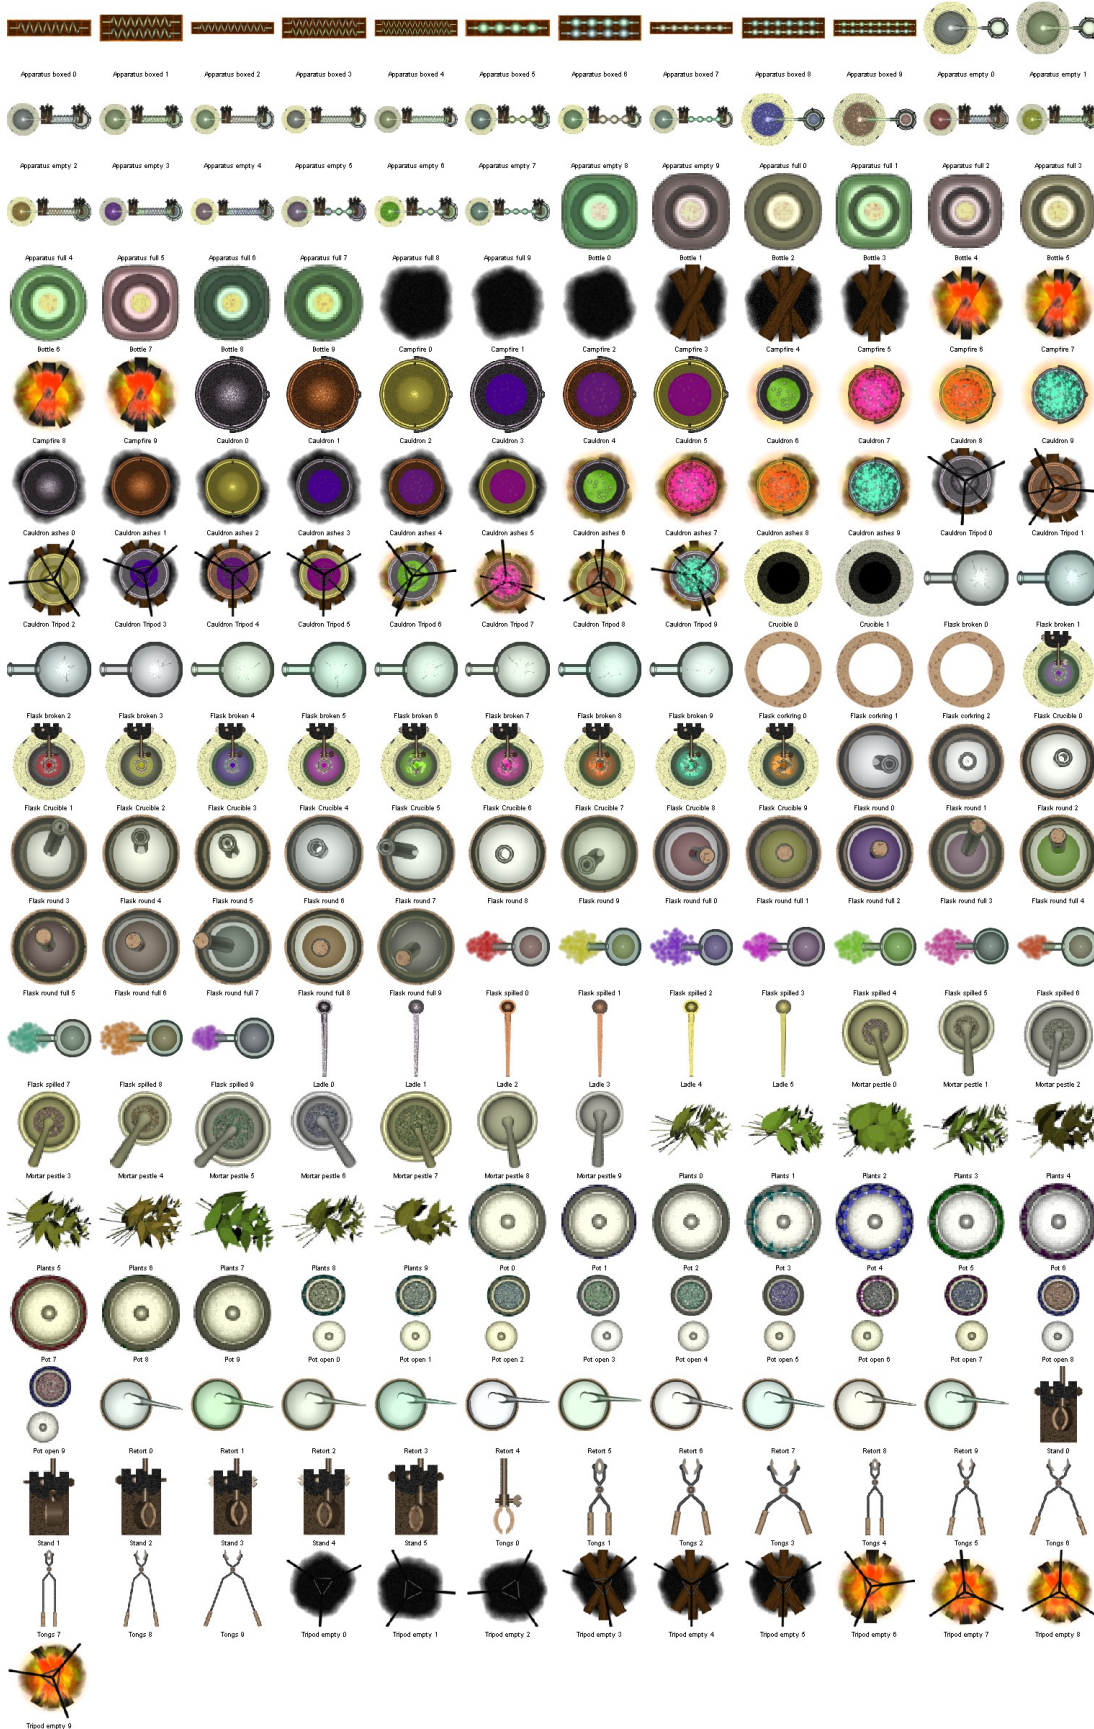 Apparatus boxed 0 Apparatus boxed 1 Apparatus boxed 2 Apparatus boxed 3 Apparatus boxed 4 Apparatus boxed 5 Apparatus boxed 6 Apparatus boxed 7 Apparatus boxed 8 Apparatus boxed 9 Apparatus empty 0 Apparatus empty 1
Apparatus empty 2 Apparatus empty 3 Apparatus empty 4 Apparatus empty 5 Apparatus empty 6 Apparatus empty 7 Apparatus empty 8 Apparatus empty 9 Apparatus full 0 Apparatus full 1 Apparatus full 2 Apparatus full 3
Apparatus full 4 Apparatus full 5 Apparatus full 6 Apparatus full 7 Apparatus full 8 Apparatus full 9 Bottle 0 Bottle 1 Bottle 2 Bottle 3 Bottle 4 Bottle 5
Bottle 6 Bottle 7 Bottle 8 Bottle 9 Campfire 0 Campfire 1 Campfire 2 Campfire 3 Campfire 4 Campfire 5 Campfire 6 Campfire 7
Campfire 8 Campfire 9 Cauldron 0 Cauldron 1 Cauldron 2 Cauldron 3 Cauldron 4 Cauldron 5 Cauldron 6 Cauldron 7 Cauldron 8 Cauldron 9
Cauldron ashes 0 Cauldron ashes 1 Cauldron ashes 2 Cauldron ashes 3 Cauldron ashes 4 Cauldron ashes 5 Cauldron ashes 6 Cauldron ashes 7 Cauldron ashes 8 Cauldron ashes 9 Cauldron Tripod 0 Cauldron Tripod 1
Cauldron Tripod 2 Cauldron Tripod 3 Cauldron Tripod 4 Cauldron Tripod 5 Cauldron Tripod 6 Cauldron Tripod 7 Cauldron Tripod 8 Cauldron Tripod 9 Crucible 0 Crucible 1 Flask broken 0 Flask broken 1
Flask broken 2 Flask broken 3 Flask broken 4 Flask broken 5 Flask broken 6 Flask broken 7 Flask broken 8 Flask broken 9 Flask corkring 0 Flask corkring 1 Flask corkring 2 Flask Crucible 0
Flask Crucible 1 Flask Crucible 2 Flask Crucible 3 Flask Crucible 4 Flask Crucible 5 Flask Crucible 6 Flask Crucible 7 Flask Crucible 8 Flask Crucible 9 Flask round 0 Flask round 1 Flask round 2
Flask round 3 Flask round 4 Flask round 5 Flask round 6 Flask round 7 Flask round 8 Flask round 9 Flask round full 0 Flask round full 1 Flask round full 2 Flask round full 3 Flask round full 4
Flask round full 5 Flask round full 6 Flask round full 7 Flask round full 8 Flask round full 9 Flask spilled 0 Flask spilled 1 Flask spilled 2 Flask spilled 3 Flask spilled 4 Flask spilled 5 Flask spilled 6
Flask spilled 7 Flask spilled 8 Flask spilled 9 Ladle 0 Ladle 1 Ladle 2 Ladle 3 Ladle 4 Ladle 5 Mortar pestle 0 Mortar pestle 1 Mortar pestle 2
Mortar pestle 3 Mortar pestle 4 Mortar pestle 5 Mortar pestle 6 Mortar pestle 7 Mortar pestle 8 Mortar pestle 9 Plants 0 Plants 1 Plants 2 Plants 3 Plants 4
Plants 5 Plants 6 Plants 7 Plants 8 Plants 9 Pot 0 Pot 1 Pot 2 Pot 3 Pot 4 Pot 5 Pot 6
Pot 7 Pot 8 Pot 9 Pot open 0 Pot open 1 Pot open 2 Pot open 3 Pot open 4 Pot open 5 Pot open 6 Pot open 7 Pot open 8
Pot open 9 Retort 0 Retort 1 Retort 2 Retort 3 Retort 4 Retort 5 Retort 6 Retort 7 Retort 8 Retort 9 Stand 0
Stand 1 Stand 2 Stand 3 Stand 4 Stand 5 Tongs 0 Tongs 1 Tongs 2 Tongs 3 Tongs 4 Tongs 5 Tongs 6
Tongs 7 Tongs 8 Tongs 9 Tripod empty 0 Tripod empty 1 Tripod empty 2 Tripod empty 3 Tripod empty 4 Tripod empty 5 Tripod empty 6 Tripod empty 7 Tripod empty 8
Tripod empty 9